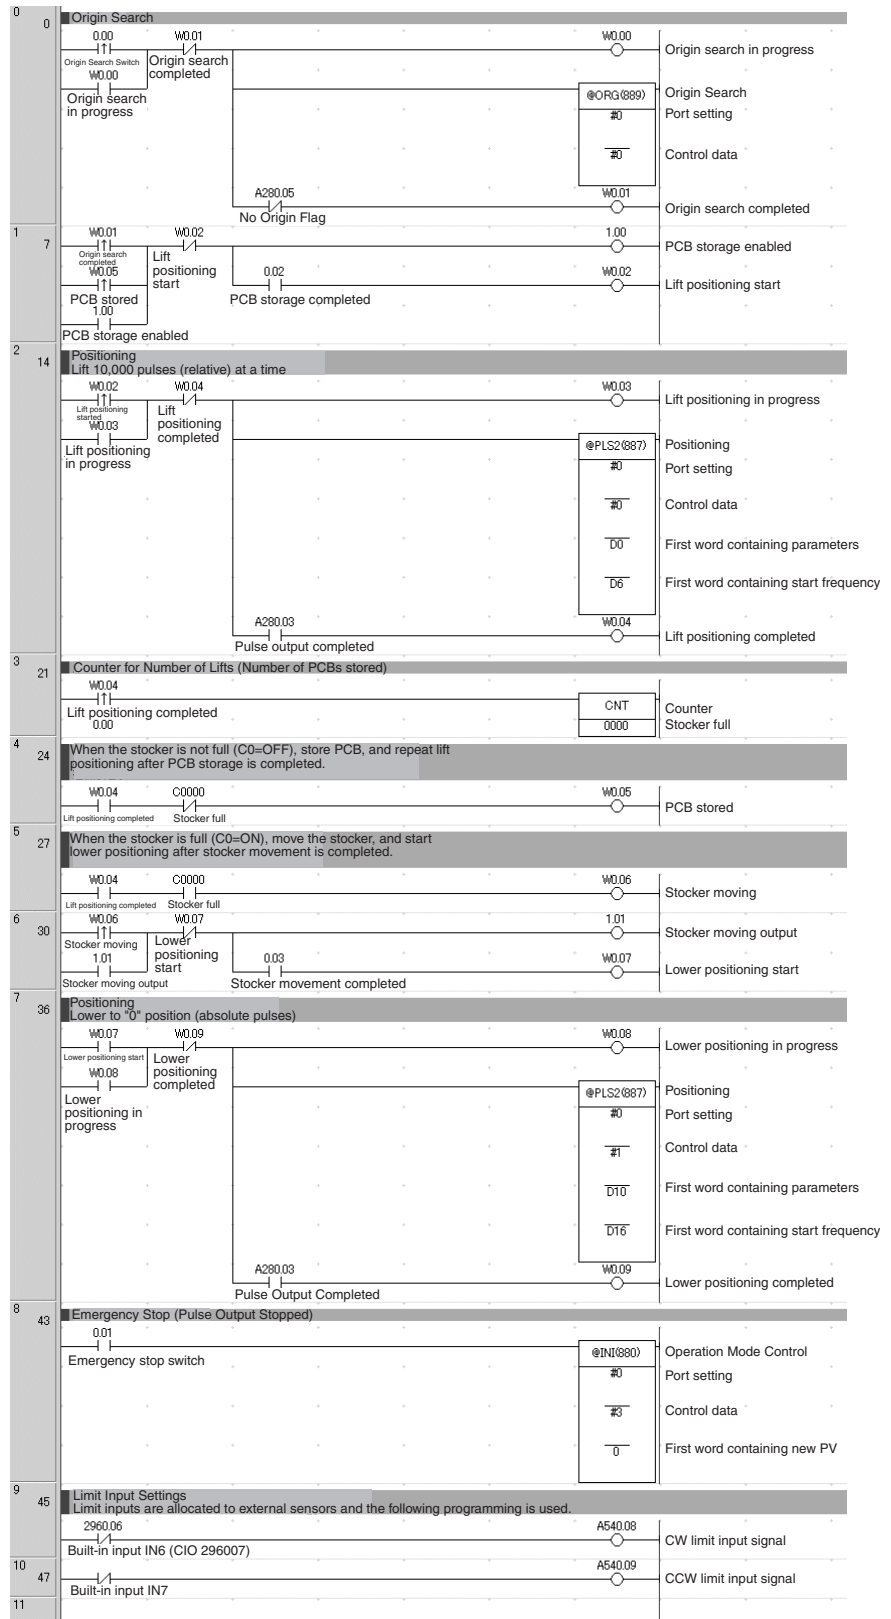 0
0
Origin Search
0.00
W0.01
W0.00
Origin search in progress
Origin Search Switch
Origin search
completed
W0.00
Origin search
in progress
@ORG(889)
Origin Search
#0
Port setting
#0
Control data
A280.05
W0.01
No Origin Flag
Origin search completed
1
7
W0.01
W0.02
1.00
PCB storage enabled
Origin search
completed
Lift
positioning
start
W0.05
0.02
W0.02
Lift positioning start
PCB stored
PCB storage completed
1.00
PCB storage enabled
2
14
Positioning
Lift 10,000 pulses (relative) at a time
W0.02
W0.04
W0.03
Lift positioning in progress
Lift positioning
started
Lift
positioning
completed
W0.03
Lift positioning
in progress
@PLS2(887)
Positioning
#0
Port setting
#0
Control data
D0
First word containing parameters
D6
First word containing start frequency
A280.03
W0.04
Pulse output completed
Lift positioning completed
3
21
Counter for Number of Lifts (Number of PCBs stored)
W0.04
Lift positioning completed
0.00
CNT
Counter
0000
Stocker full
4
24
When the stocker is not full (C0=OFF), store PCB, and repeat lift
positioning after PCB storage is completed.
W0.04
C0000
W0.05
PCB stored
Lift positioning completed
Stocker full
5
27
When the stocker is full (C0=ON), move the stocker, and start
lower positioning after stocker movement is completed.
W0.04
C0000
W0.06
Stocker moving
Lift positioning completed
Stocker full
6
30
W0.06
W0.07
1.01
Stocker moving output
Stocker moving
Lower
positioning
start
1.01
0.03
W0.07
Lower positioning start
Stocker moving output
Stocker movement completed
7
36
Positioning
Lower to "0" position (absolute pulses)
W0.07
W0.09
W0.08
Lower positioning in progress
Lower positioning start
Lower
positioning
completed
W0.08
Lower
positioning in
progress
@PLS2(887)
Positioning
#0
Port setting
#1
Control data
D10
First word containing parameters
D16
First word containing start frequency
A280.03
W0.09
Pulse Output Completed
Lower positioning completed
8
43
Emergency Stop (Pulse Output Stopped)
0.01
Emergency stop switch
@INI(880)
Operation Mode Control
#0
Port setting
#3
Control data
0
First word containing new PV
9
45
Limit Input Settings
Limit inputs are allocated to external sensors and the following programming is used.
2960.06
A540.08
CW limit input signal
Built-in input IN6 (CIO 296007)
10
47
A540.09
CCW limit input signal
Built-in input IN7
11